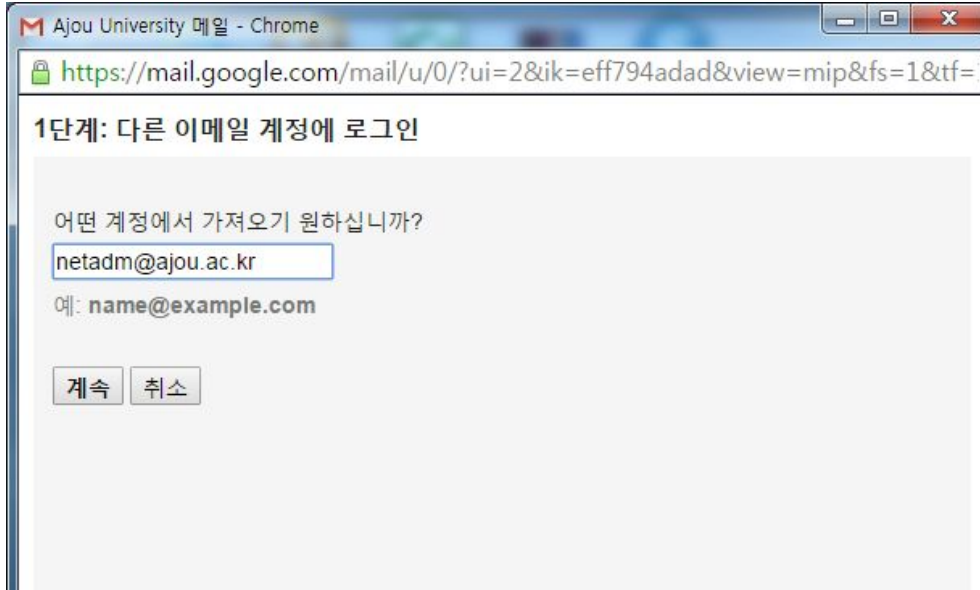 Ajou University 메일 - Chrome
https://mail.google.com/mail/u/0/?ui=2&ik=eff794adad&view=mip&fs=1&tf=
1단계: 다른 이메일 계정에 로그인
어떤 계정에서 가져오기 원하십니까?
netadm@ajou.ac.kr
예: name@example.com
계속 취소